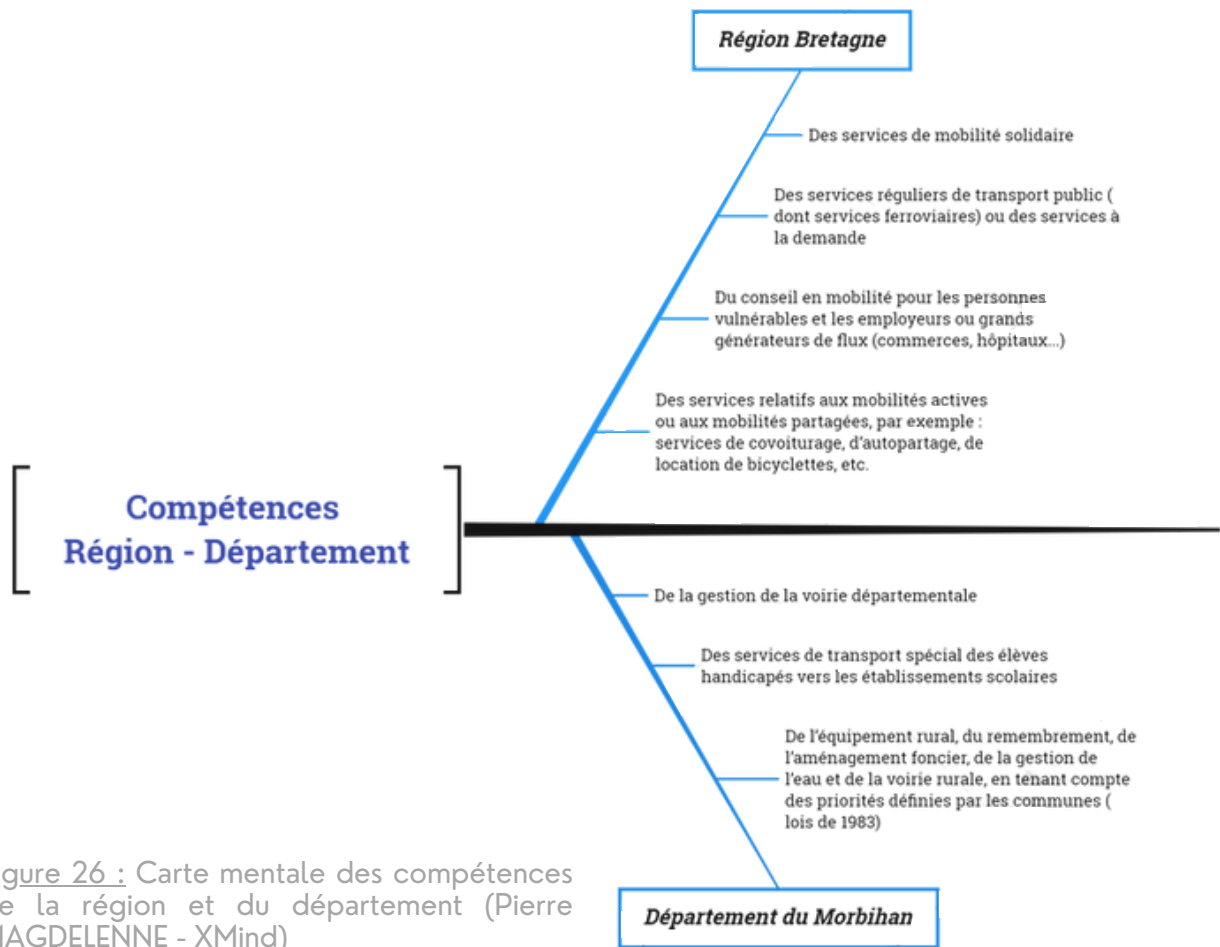 Région Bretagne
Des services de mobilité solidaire
Des services réguliers de transport public (
dont services ferroviaires) ou des services à
la demande
Du conseil en mobilité pour les personnes
vulnérables et les employeurs ou grands
générateurs de flux (commerces, hôpitaux...)
Des services relatifs aux mobilités actives
ou aux mobilités partagées, par exemple :
services de covoiturage, d'autopartage, de
location de bicyclettes, etc.
Compétences
Région - Département
De la gestion de la voirie départementale
Des services de transport spécial des élèves
handicapés vers les établissements scolaires
De l'équipement rural, du remembrement, de
l'aménagement foncier, de la gestion de
l'eau et de la voirie rurale, en tenant compte
des priorités définies par les communes (
lois de 1983)
gure 26 : Carte mentale des compétences
e la région et du département (Pierre
MAGDELENNE - XMind)
Département du Morbihan